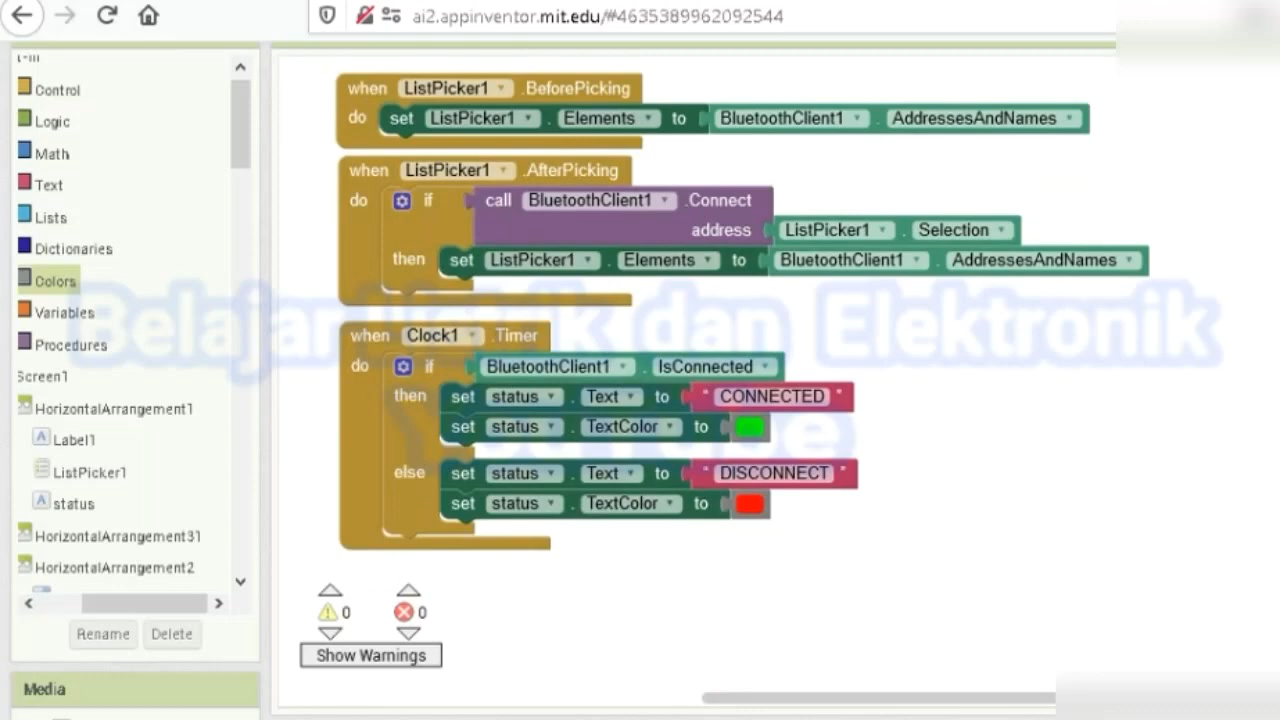 ai2.appinventor.mit.edu/#4635389962092544
Control
Logic
Math
Text
Lists
Dictionaries
Colors
Variables
Procedures
Screen1
HorizontalArrangement1
Label1
ListPicker1
status
HorizontalArrangement31
HorizontalArrangement2
Rename Delete
Media
when ListPicker1 .BeforePicking
do set ListPicker1 . Elements to BluetoothClient1 . AddressesAndNames
when ListPicker1 .AfterPicking
do if call BluetoothClient1 .Connect
address ListPicker1 . Selection
then set ListPicker1 . Elements to BluetoothClient1 . AddressesAndNames
when Clock1 .Timer
do if BluetoothClient1 . IsConnected
then set status . Text to " CONNECTED "
set status . TextColor to
else set status . Text to " DISCONNECT "
set status . TextColor to
0 0
Show Warnings
Belajar Listrik dan Elektronik
YouTube